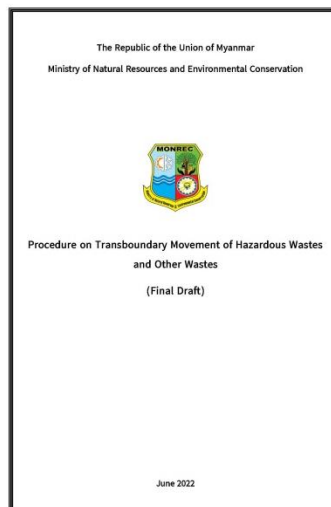 The Republic of the Union of Myanmar
Ministry of Natural Resources and Environmental Conservation
MONREC
Procedure on Transboundary Movement of Hazardous Wastes
and Other Wastes
(Final Draft)
June 2022